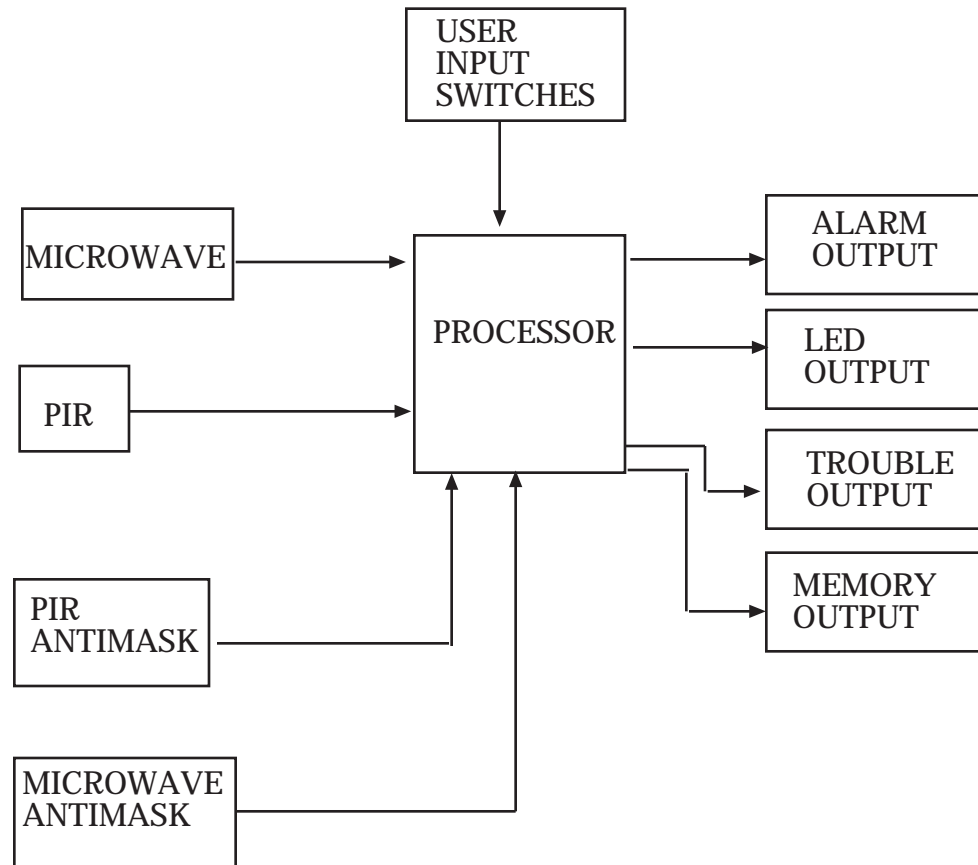 USER
INPUT
SWITCHES
MICROWAVE
PROCESSOR
ALARM
OUTPUT
LED
OUTPUT
PIR
TROUBLE
OUTPUT
MEMORY
OUTPUT
PIR
ANTIMASK
MICROWAVE
ANTIMASK